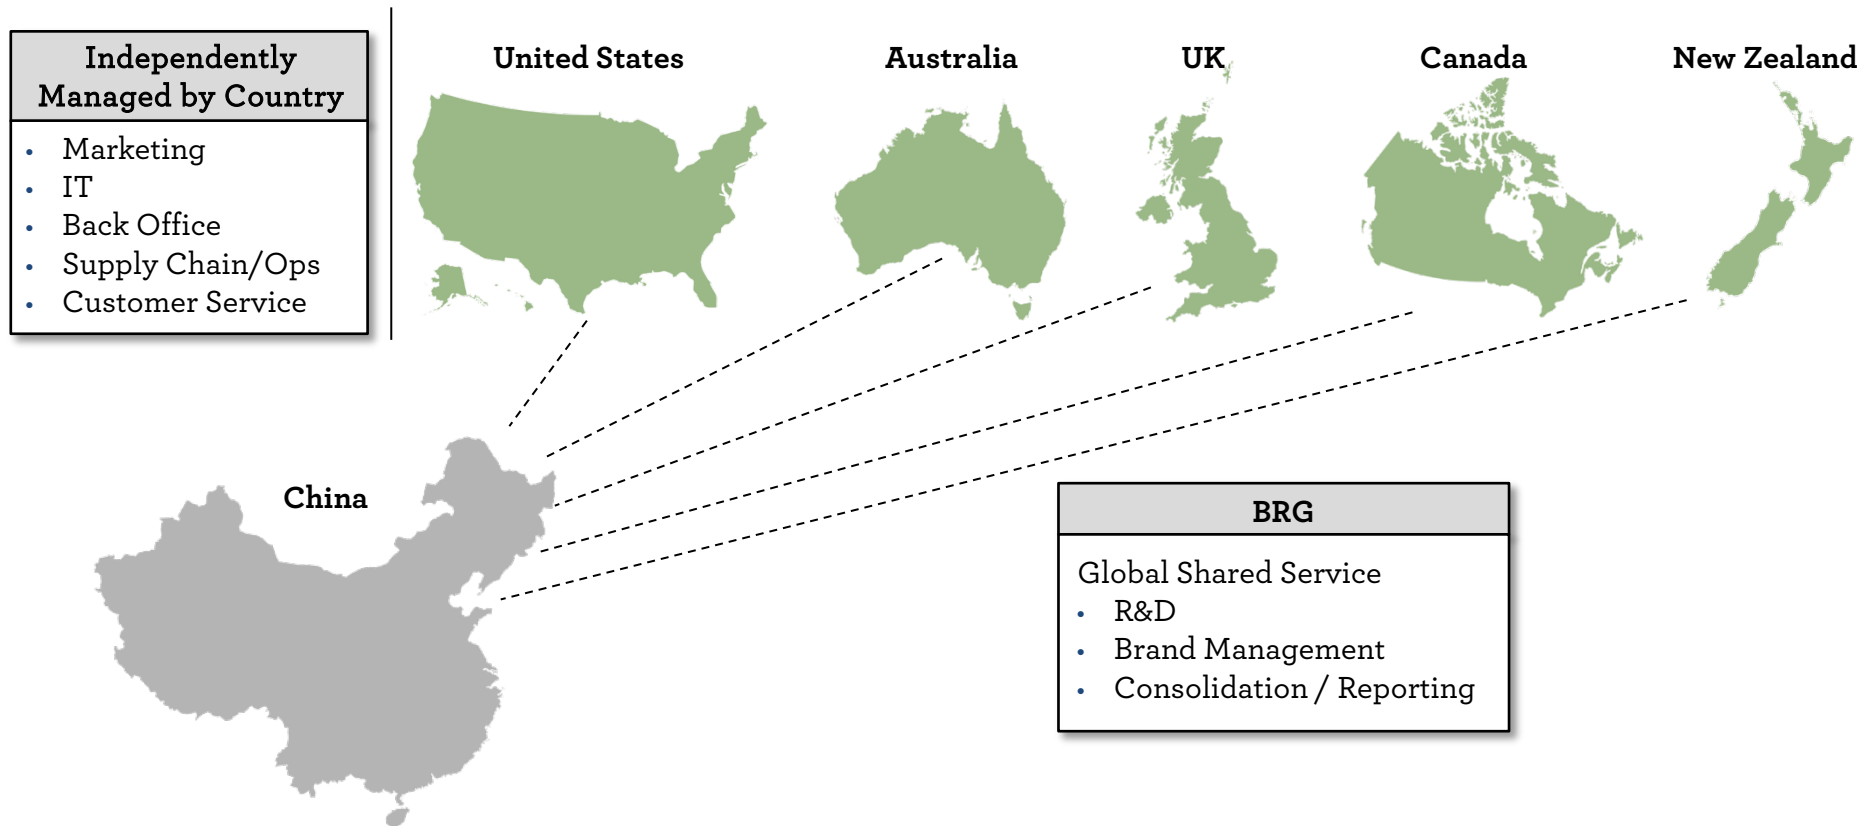 Independently
Managed by Country
• Marketing
• IT
• Back Office
• Supply Chain/Ops
• Customer Service
United States
Australia
UK
Canada
New Zealand
China
BRG
Global Shared Service
• R&D
• Brand Management
• Consolidation / Reporting